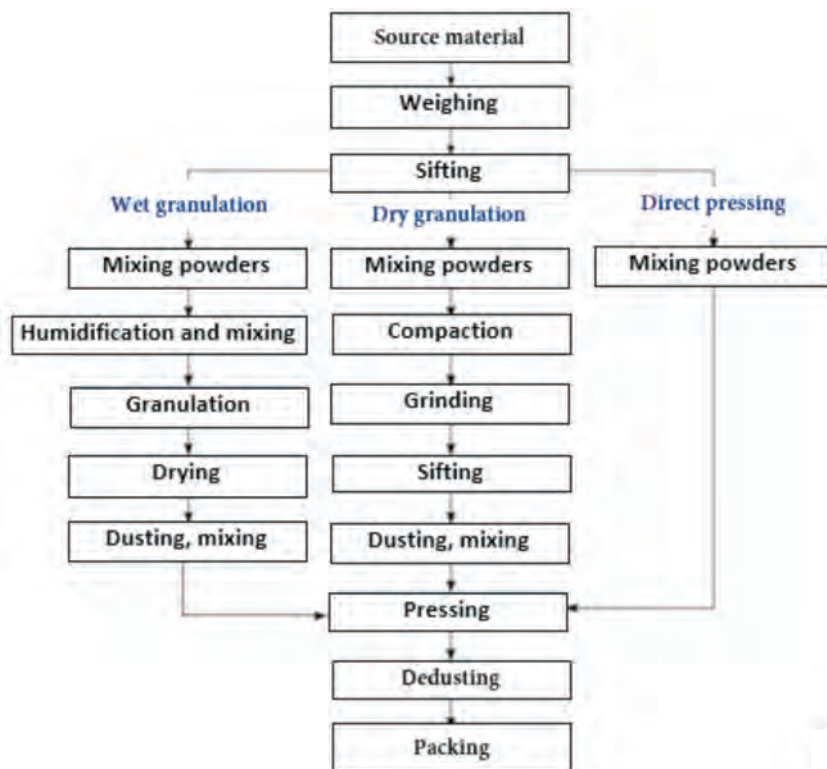 Source material
Weighing
Sifting
Wet granulation
Dry granulation
Direct pressing
Mixing powders
Mixing powders
Mixing powders
Humidification and mixing
Compaction
Granulation
Grinding
Drying
Sifting
Dusting, mixing
Dusting, mixing
Pressing
Dedusting
Packing